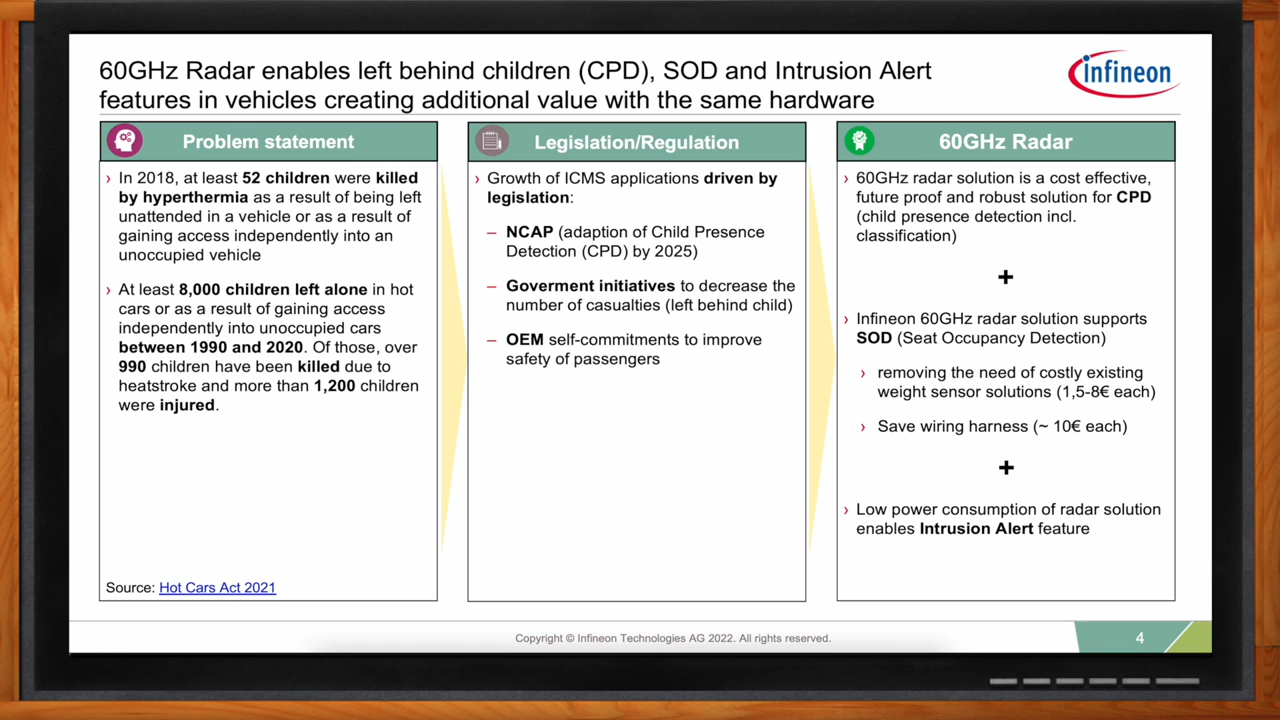 60GHz Radar enables left behind children (CPD), SOD and Intrusion Alert
features in vehicles creating additional value with the same hardware
infineon
Problem statement
› In 2018, at least 52 children were killed
by hyperthermia as a result of being left
unattended in a vehicle or as a result of
gaining access independently into an
unoccupied vehicle
› At least 8,000 children left alone in hot
cars or as a result of gaining access
independently into unoccupied cars
between 1990 and 2020. Of those, over
990 children have been killed due to
heatstroke and more than 1,200 children
were injured.
Source: Hot Cars Act 2021
Legislation/Regulation
› Growth of ICMS applications driven by
legislation:
– NCAP (adaption of Child Presence
Detection (CPD) by 2025)
– Goverment initiatives to decrease the
number of casualties (left behind child)
– OEM self-commitments to improve
safety of passengers
60GHz Radar
› 60GHz radar solution is a cost effective,
future proof and robust solution for CPD
(child presence detection incl.
classification)
+
› Infineon 60GHz radar solution supports
SOD (Seat Occupancy Detection)
› removing the need of costly existing
weight sensor solutions (1,5-8€ each)
› Save wiring harness (~ 10€ each)
+
› Low power consumption of radar solution
enables Intrusion Alert feature
Copyright © Infineon Technologies AG 2022. All rights reserved.
4